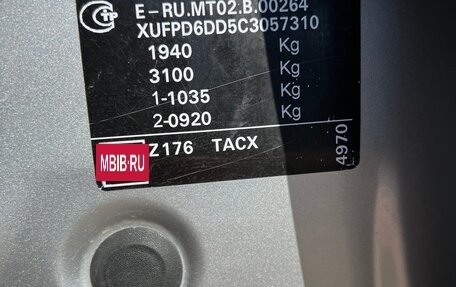 E-RU.MT02.B.00264
XUFPD6DD5C3057310
1940 Kg
3100 Kg
1-1035 Kg
2-0920 Kg
Z176 TACX
4970
MBIB.RU